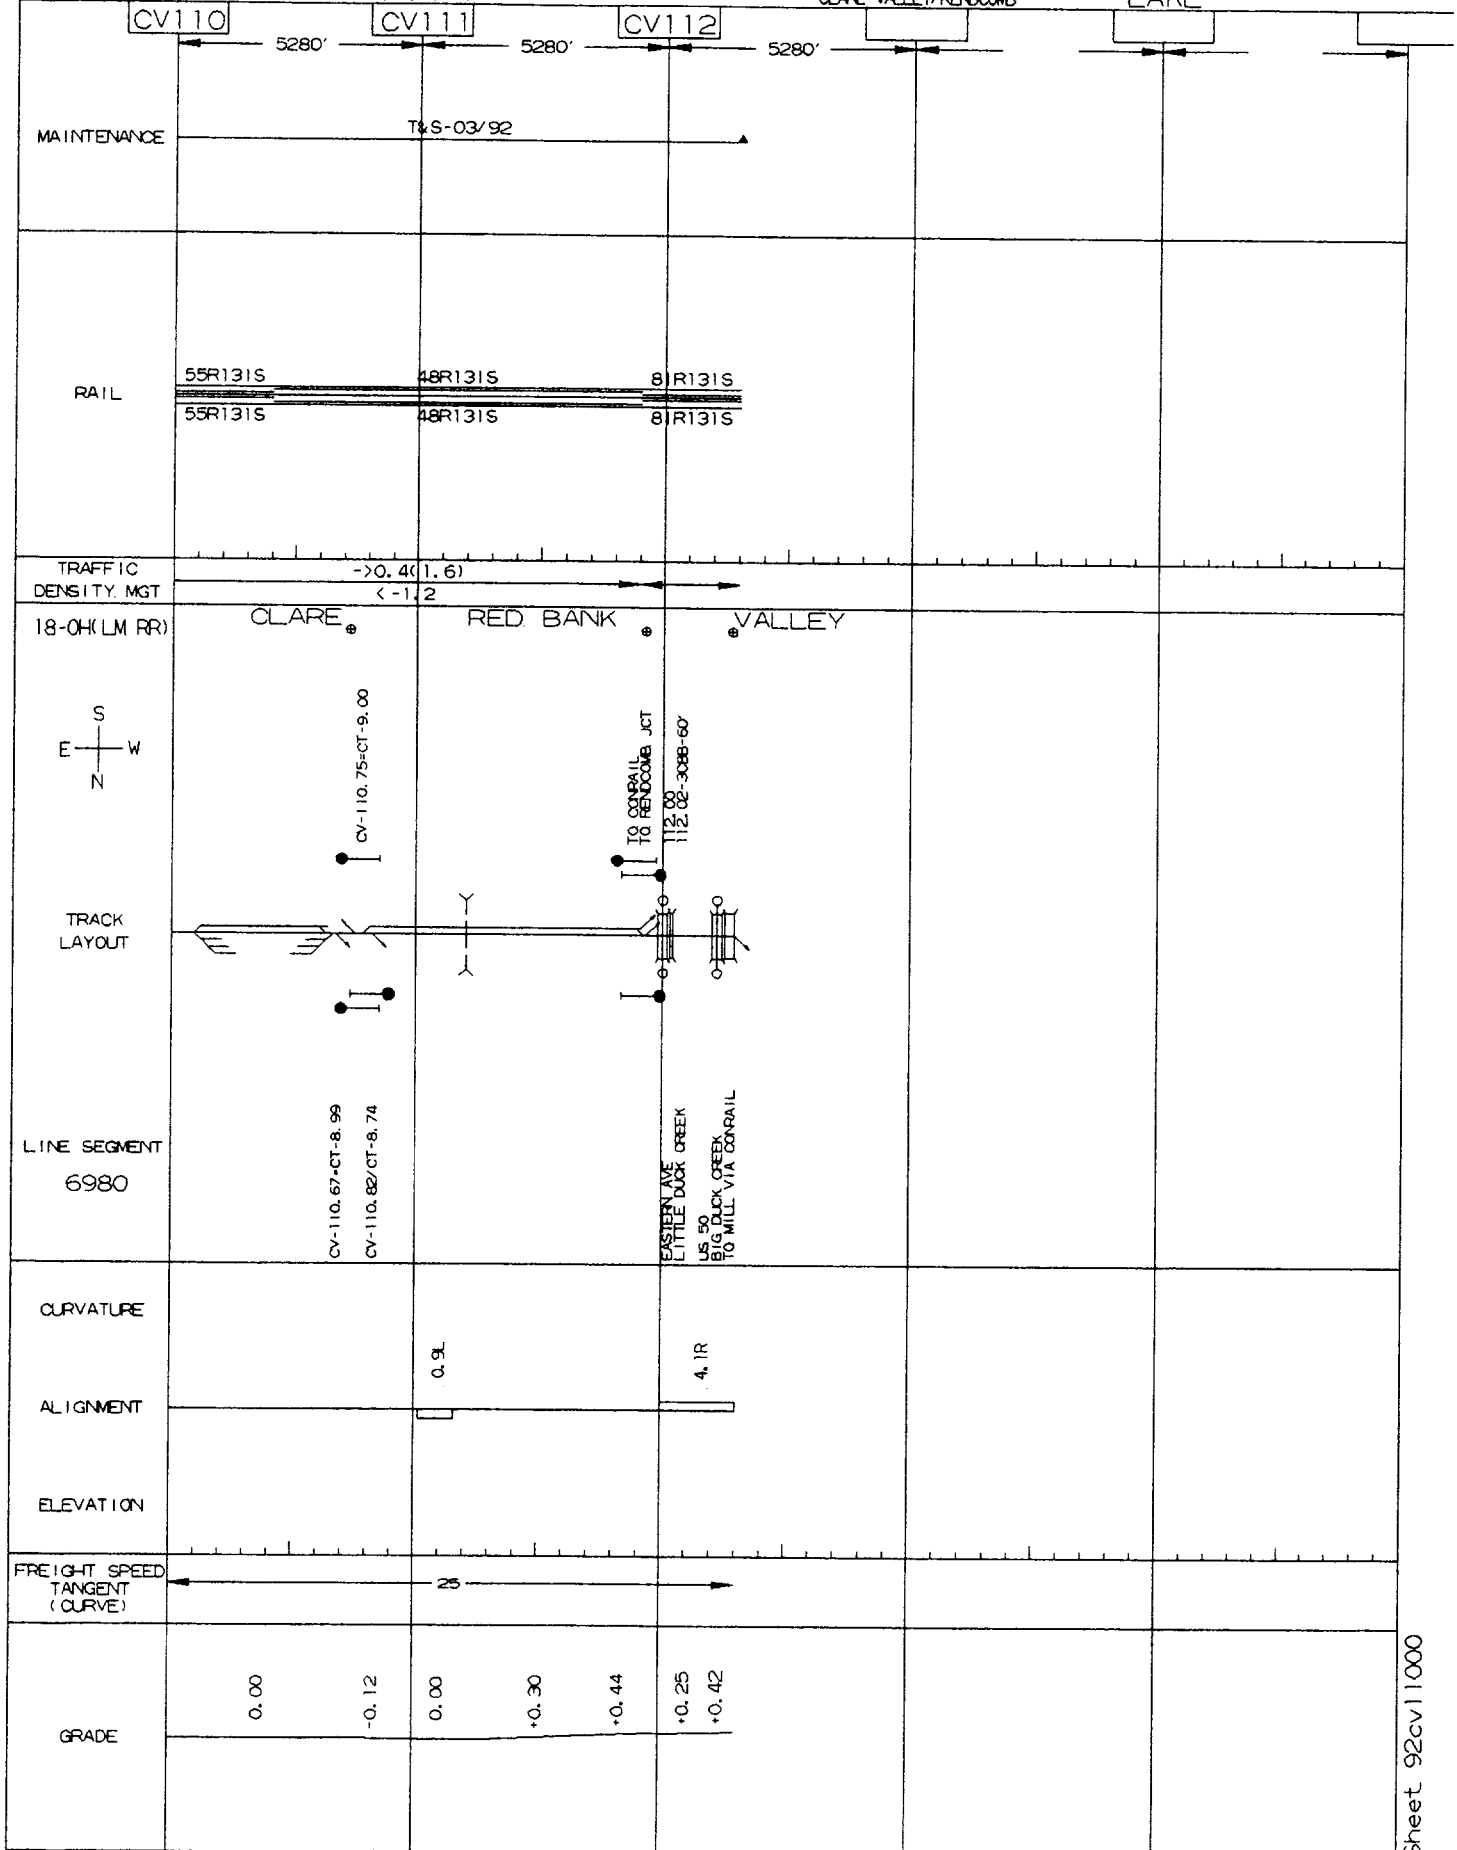 CV110 CV111 CV112
5280' 5280' 5280'
MAINTENANCE T&S-03/92
RAIL
55R131S 48R131S 81R131S
55R131S 48R131S 81R131S
TRAFFIC
DENSITY. MGT
->0.4(1.6)
<-1.2
18-OH(LM RR)
CLARE RED BANK VALLEY
S
E W
N
CV-110.75=CT-9.00
TO CONRAIL
TO RENDCOMB JCT
112.00
112.02-3CBB-60'
TRACK
LAYOUT
LINE SEGMENT
6980
CV-110.67=CT-8.99
CV-110.82/CT-8.74
EASTERN AVE
LITTLE DUCK CREEK
US 50
BIG DUCK CREEK
TO MILL VIA CONRAIL
CURVATURE
0.9L
4.1R
ALIGNMENT
ELEVATION
FREIGHT SPEED
TANGENT
(CURVE)
25
GRADE
0.00 -0.12 0.00 +0.30 +0.44 +0.25 +0.42
Sheet 92cv11000